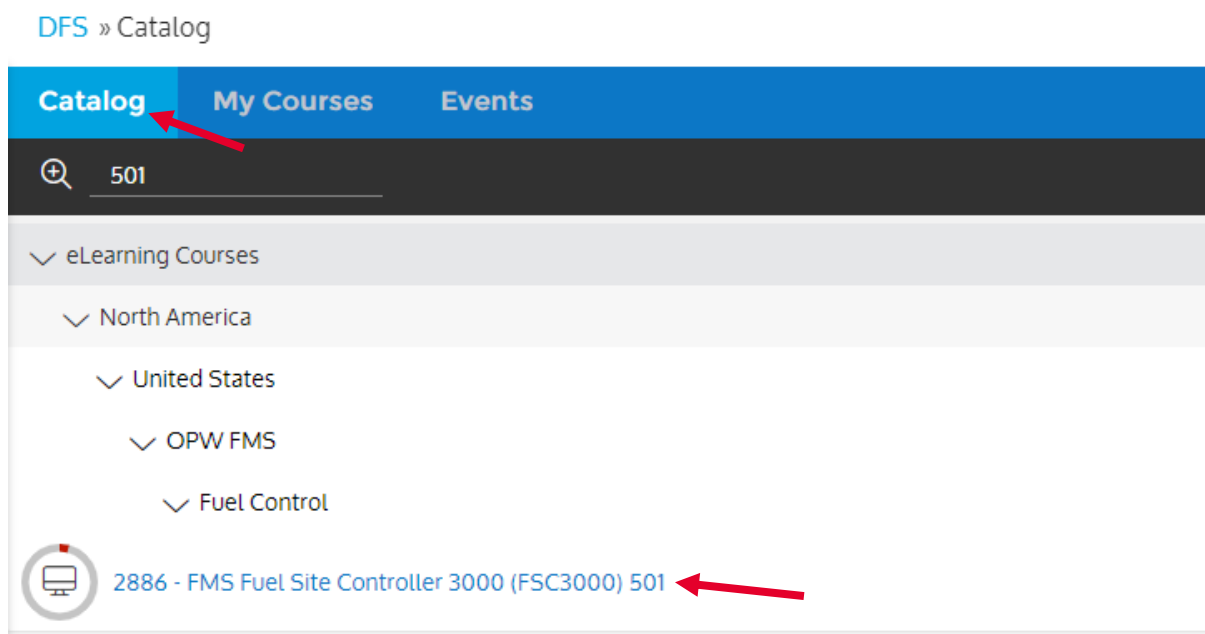 DFS » Catalog
Catalog My Courses Events
501
eLearning Courses
North America
United States
OPW FMS
Fuel Control
2886 - FMS Fuel Site Controller 3000 (FSC3000) 501